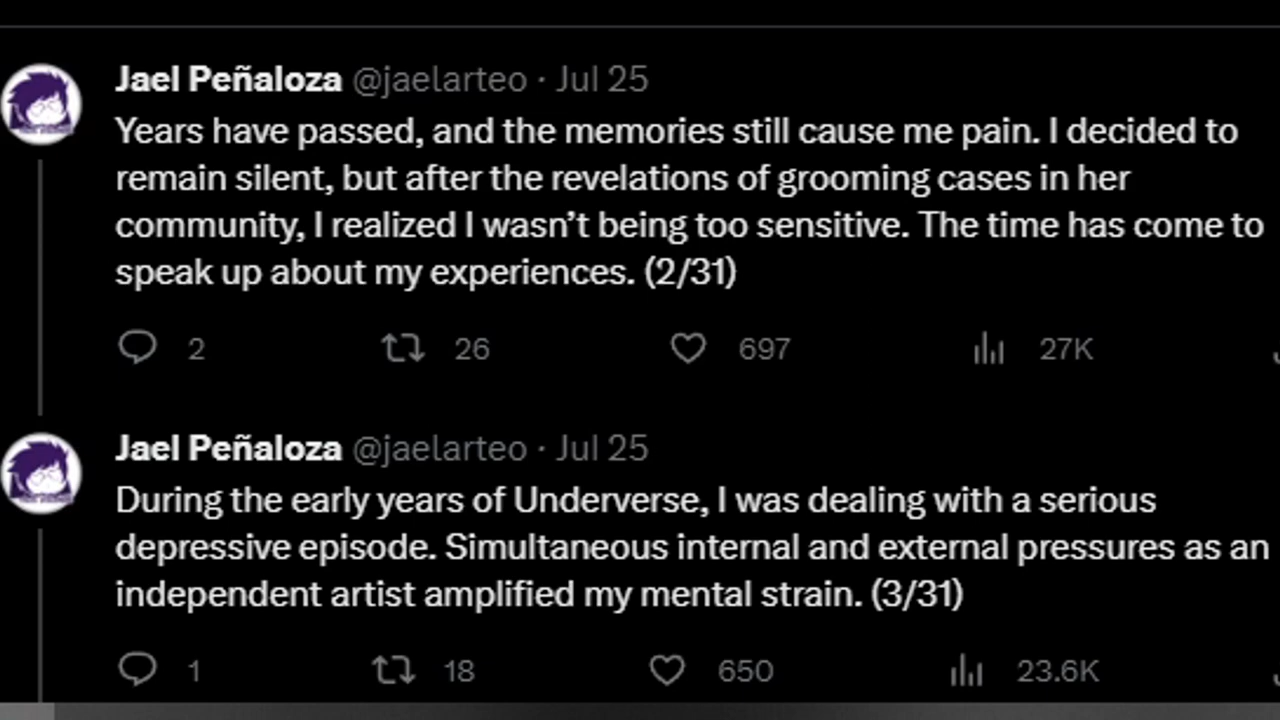 Jael Peñaloza @jaelarteo · Jul 25
Years have passed, and the memories still cause me pain. I decided to
remain silent, but after the revelations of grooming cases in her
community, I realized I wasn’t being too sensitive. The time has come to
speak up about my experiences. (2/31)
2 26 697 27K
Jael Peñaloza @jaelarteo · Jul 25
During the early years of Underverse, I was dealing with a serious
depressive episode. Simultaneous internal and external pressures as an
independent artist amplified my mental strain. (3/31)
1 18 650 23.6K